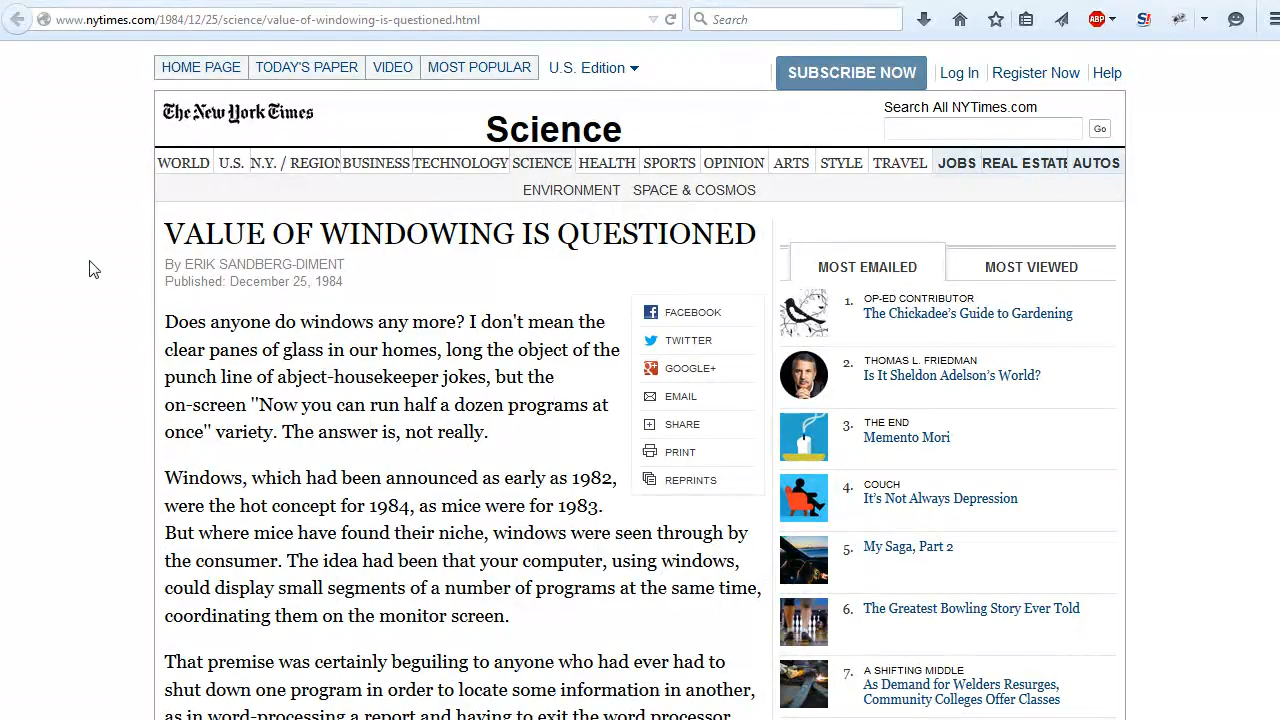 www.nytimes.com/1984/12/25/science/value-of-windowing-is-questioned.html
Search
ABP
S!
HOME PAGE TODAY'S PAPER VIDEO MOST POPULAR U.S. Edition
SUBSCRIBE NOW Log In Register Now Help
The New York Times
Science
Search All NYTimes.com
Go
WORLD U.S. N.Y. / REGION BUSINESS TECHNOLOGY SCIENCE HEALTH SPORTS OPINION ARTS STYLE TRAVEL JOBS REAL ESTATE AUTOS
ENVIRONMENT SPACE & COSMOS
VALUE OF WINDOWING IS QUESTIONED
By ERIK SANDBERG-DIMENT
Published: December 25, 1984
Does anyone do windows any more? I don't mean the
clear panes of glass in our homes, long the object of the
punch line of abject-housekeeper jokes, but the
on-screen ''Now you can run half a dozen programs at
once'' variety. The answer is, not really.
Windows, which had been announced as early as 1982,
were the hot concept for 1984, as mice were for 1983.
But where mice have found their niche, windows were seen through by
the consumer. The idea had been that your computer, using windows,
could display small segments of a number of programs at the same time,
coordinating them on the monitor screen.
That premise was certainly beguiling to anyone who had ever had to
shut down one program in order to locate some information in another,
as in word-processing a report and having to exit the word processor
FACEBOOK
TWITTER
GOOGLE+
EMAIL
SHARE
PRINT
REPRINTS
MOST EMAILED MOST VIEWED
1. OP-ED CONTRIBUTOR
The Chickadee’s Guide to Gardening
2. THOMAS L. FRIEDMAN
Is It Sheldon Adelson’s World?
3. THE END
Memento Mori
4. COUCH
It’s Not Always Depression
5. My Saga, Part 2
6. The Greatest Bowling Story Ever Told
7. A SHIFTING MIDDLE
As Demand for Welders Resurges,
Community Colleges Offer Classes